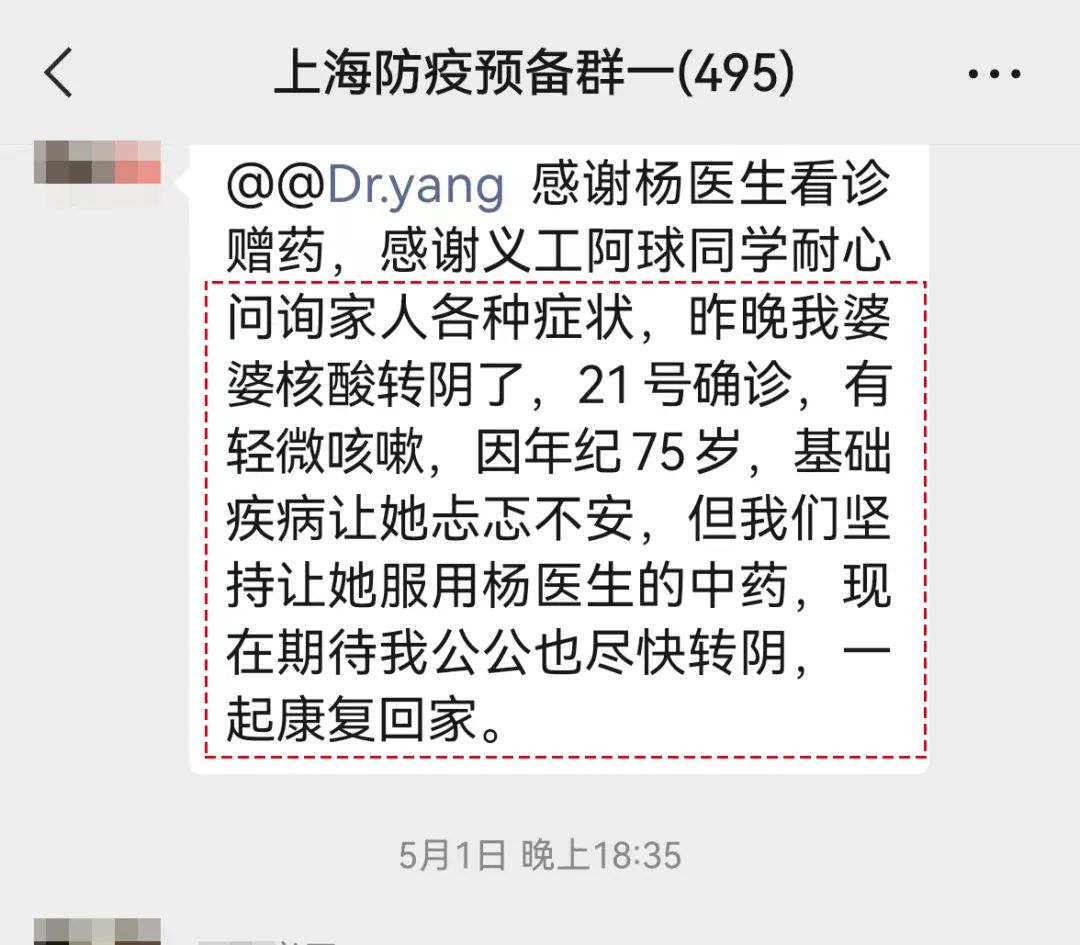 上海防疫预备群一(495)
@@Dr.yang 感谢杨医生看诊
赠药，感谢义工阿球同学耐心
问询家人各种症状，昨晚我婆
婆核酸转阴了，21号确诊，有
轻微咳嗽，因年纪75岁，基础
疾病让她忐忑不安，但我们坚
持让她服用杨医生的中药，现
在期待我公公也尽快转阴，一
起康复回家。
5月1日 晚上18:35